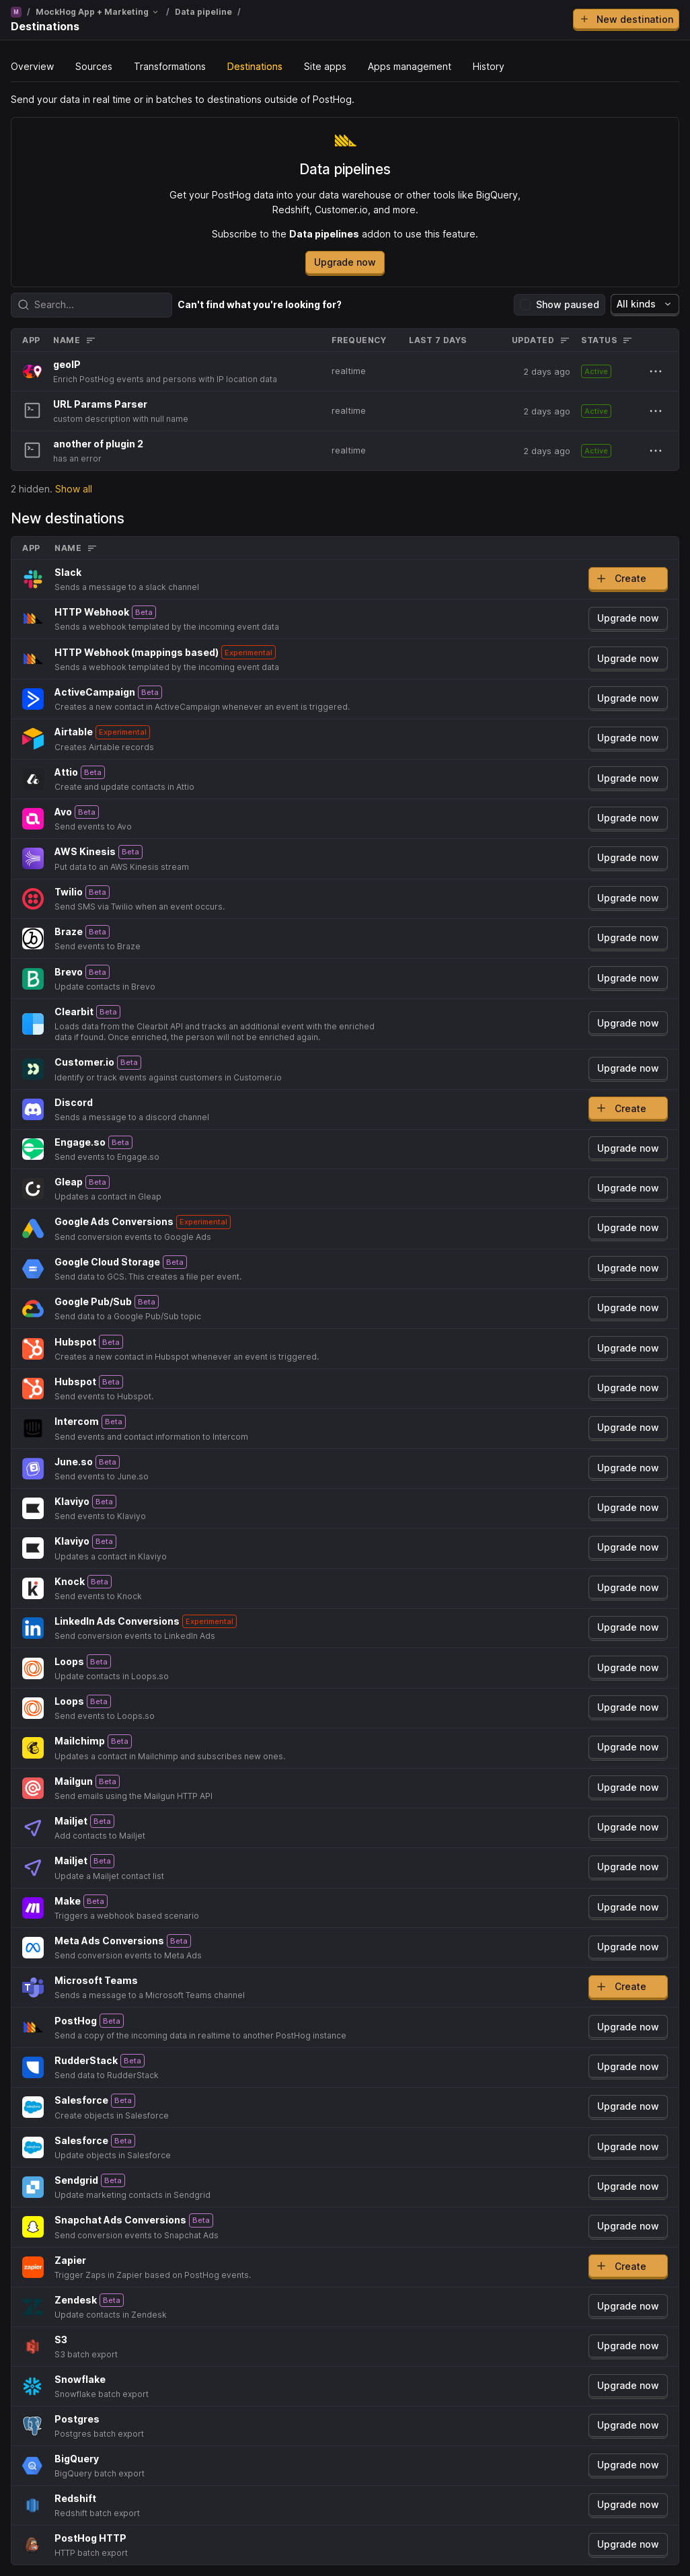 M / MockHog App + Marketing / Data pipeline /
Destinations
New destination
Overview Sources Transformations Destinations Site apps Apps management History
Send your data in real time or in batches to destinations outside of PostHog.
Data pipelines
Get your PostHog data into your data warehouse or other tools like BigQuery,
Redshift, Customer.io, and more.
Subscribe to the Data pipelines addon to use this feature.
Upgrade now
Search... Can't find what you're looking for? Show paused All kinds
APP NAME FREQUENCY LAST 7 DAYS UPDATED STATUS
geoIP
Enrich PostHog events and persons with IP location data
realtime 2 days ago Active
URL Params Parser
custom description with null name
realtime 2 days ago Active
another of plugin 2
has an error
realtime 2 days ago Active
2 hidden. Show all
New destinations
APP NAME
Slack
Sends a message to a slack channel
Create
HTTP Webhook Beta
Sends a webhook templated by the incoming event data
Upgrade now
HTTP Webhook (mappings based) Experimental
Sends a webhook templated by the incoming event data
Upgrade now
ActiveCampaign Beta
Creates a new contact in ActiveCampaign whenever an event is triggered.
Upgrade now
Airtable Experimental
Creates Airtable records
Upgrade now
Attio Beta
Create and update contacts in Attio
Upgrade now
Avo Beta
Send events to Avo
Upgrade now
AWS Kinesis Beta
Put data to an AWS Kinesis stream
Upgrade now
Twilio Beta
Send SMS via Twilio when an event occurs.
Upgrade now
Braze Beta
Send events to Braze
Upgrade now
Brevo Beta
Update contacts in Brevo
Upgrade now
Clearbit Beta
Loads data from the Clearbit API and tracks an additional event with the enriched
data if found. Once enriched, the person will not be enriched again.
Upgrade now
Customer.io Beta
Identify or track events against customers in Customer.io
Upgrade now
Discord
Sends a message to a discord channel
Create
Engage.so Beta
Send events to Engage.so
Upgrade now
Gleap Beta
Updates a contact in Gleap
Upgrade now
Google Ads Conversions Experimental
Send conversion events to Google Ads
Upgrade now
Google Cloud Storage Beta
Send data to GCS. This creates a file per event.
Upgrade now
Google Pub/Sub Beta
Send data to a Google Pub/Sub topic
Upgrade now
Hubspot Beta
Creates a new contact in Hubspot whenever an event is triggered.
Upgrade now
Hubspot Beta
Send events to Hubspot.
Upgrade now
Intercom Beta
Send events and contact information to Intercom
Upgrade now
June.so Beta
Send events to June.so
Upgrade now
Klaviyo Beta
Send events to Klaviyo
Upgrade now
Klaviyo Beta
Updates a contact in Klaviyo
Upgrade now
Knock Beta
Send events to Knock
Upgrade now
LinkedIn Ads Conversions Experimental
Send conversion events to LinkedIn Ads
Upgrade now
Loops Beta
Update contacts in Loops.so
Upgrade now
Loops Beta
Send events to Loops.so
Upgrade now
Mailchimp Beta
Updates a contact in Mailchimp and subscribes new ones.
Upgrade now
Mailgun Beta
Send emails using the Mailgun HTTP API
Upgrade now
Mailjet Beta
Add contacts to Mailjet
Upgrade now
Mailjet Beta
Update a Mailjet contact list
Upgrade now
Make Beta
Triggers a webhook based scenario
Upgrade now
Meta Ads Conversions Beta
Send conversion events to Meta Ads
Upgrade now
Microsoft Teams
Sends a message to a Microsoft Teams channel
Create
PostHog Beta
Send a copy of the incoming data in realtime to another PostHog instance
Upgrade now
RudderStack Beta
Send data to RudderStack
Upgrade now
Salesforce Beta
Create objects in Salesforce
Upgrade now
Salesforce Beta
Update objects in Salesforce
Upgrade now
Sendgrid Beta
Update marketing contacts in Sendgrid
Upgrade now
Snapchat Ads Conversions Beta
Send conversion events to Snapchat Ads
Upgrade now
Zapier
Trigger Zaps in Zapier based on PostHog events.
Create
Zendesk Beta
Update contacts in Zendesk
Upgrade now
S3
S3 batch export
Upgrade now
Snowflake
Snowflake batch export
Upgrade now
Postgres
Postgres batch export
Upgrade now
BigQuery
BigQuery batch export
Upgrade now
Redshift
Redshift batch export
Upgrade now
PostHog HTTP
HTTP batch export
Upgrade now